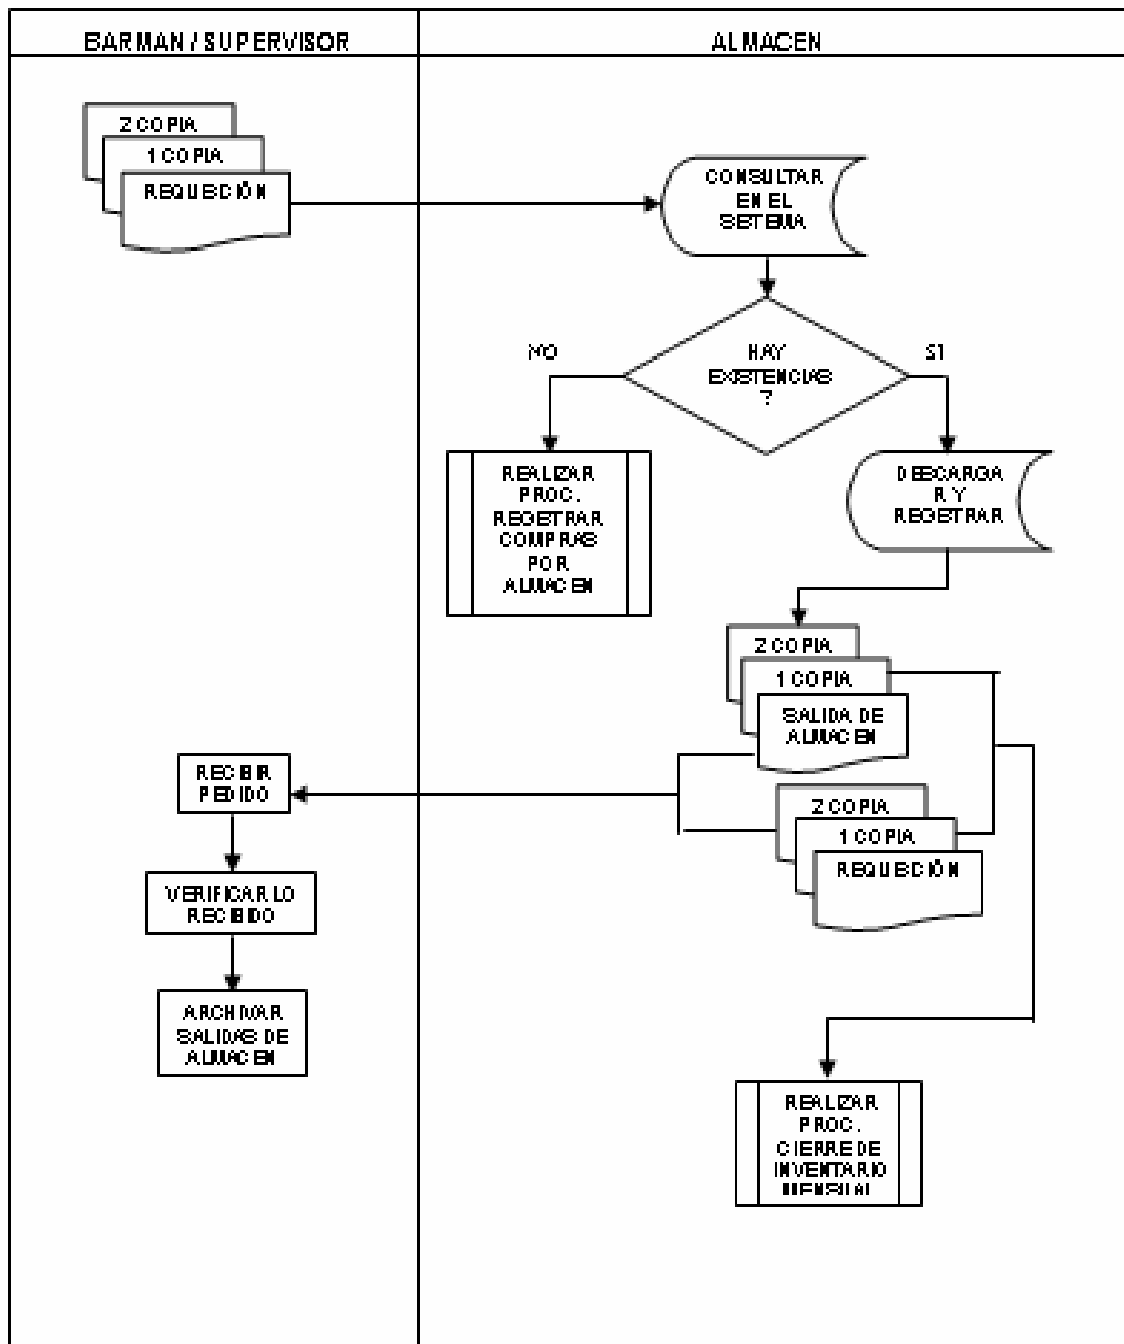 BARMAN / SUPERVISOR
ALMACEN
2 COPIA
1 COPIA
REQUISICIÓN
CONSULTAR
EN EL
SISTEMA
HAY
EXISTENCIAS
?
NO
SI
REALIZAR
PROC.
REGISTRAR
COMPRAS
POR
ALMACEN
DESCARGA
R Y
REGISTRAR
2 COPIA
1 COPIA
SALIDA DE
ALMACEN
RECIBIR
PEDIDO
2 COPIA
1 COPIA
REQUISICIÓN
VERIFICAR LO
RECIBIDO
ARCHIVAR
SALIDAS DE
ALMACEN
REALIZAR
PROC.
CIERRE DE
INVENTARIO
MENSUAL